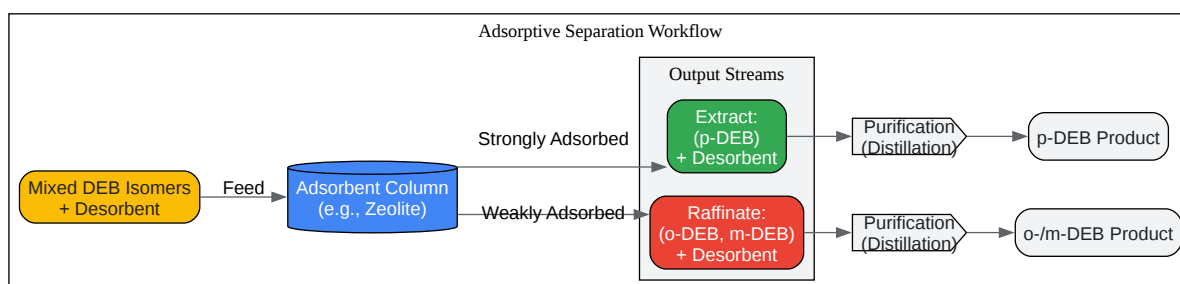 Adsorptive Separation Workflow
Output Streams
Mixed DEB Isomers
+ Desorbent
Feed
Adsorbent Column
(e.g., Zeolite)
Strongly Adsorbed
Extract:
(p-DEB)
+ Desorbent
Purification
(Distillation)
p-DEB Product
Weakly Adsorbed
Raffinate:
(o-DEB, m-DEB)
+ Desorbent
Purification
(Distillation)
o-/m-DEB Product